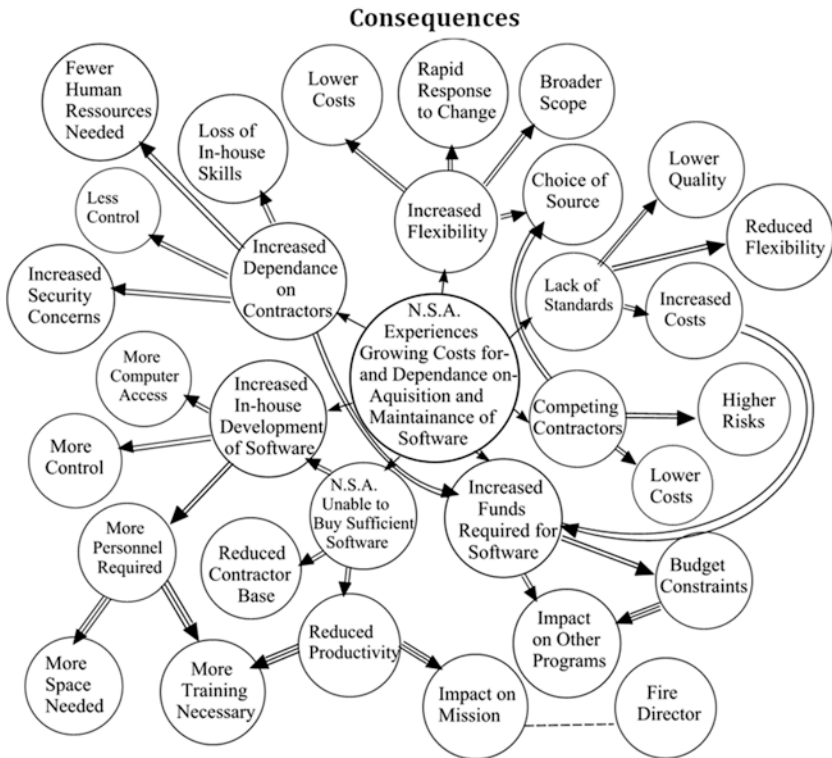 Consequences
Fewer
Human
Ressources
Needed
Lower
Costs
Rapid
Response
to Change
Broader
Scope
Loss of
In-house
Skills
Choice of
Source
Lower
Quality
Less
Control
Increased
Flexibility
Reduced
Flexibility
Increased
Dependance
on
Contractors
Increased
Security
Concerns
Lack of
Standards
Increased
Costs
N.S.A.
Experiences
Growing Costs for-
and Dependance on-
Aquisition and
Maintainance of
Software
More
Computer
Access
Increased
In-house
Development
of Software
Competing
Contractors
Higher
Risks
More
Control
Lower
Costs
N.S.A.
Unable to
Buy Sufficient
Software
Increased
Funds
Required for
Software
More
Personnel
Required
Reduced
Contractor
Base
Budget
Constraints
Reduced
Productivity
Impact
on Other
Programs
More
Space
Needed
More
Training
Necessary
Impact on
Mission
Fire
Director